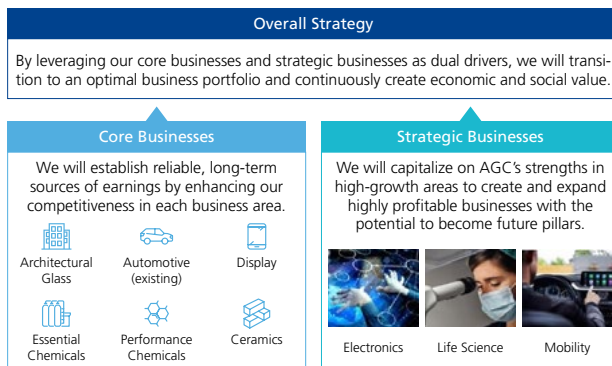 Overall Strategy
By leveraging our core businesses and strategic businesses as dual drivers, we will transi-
tion to an optimal business portfolio and continuously create economic and social value.
Core Businesses
We will establish reliable, long-term
sources of earnings by enhancing our
competitiveness in each business area.
Architectural
Glass
Automotive
(existing)
Display
Essential
Chemicals
Performance
Chemicals
Ceramics
Strategic Businesses
We will capitalize on AGC's strengths in
high-growth areas to create and expand
highly profitable businesses with the
potential to become future pillars.
Electronics
Life Science
Mobility